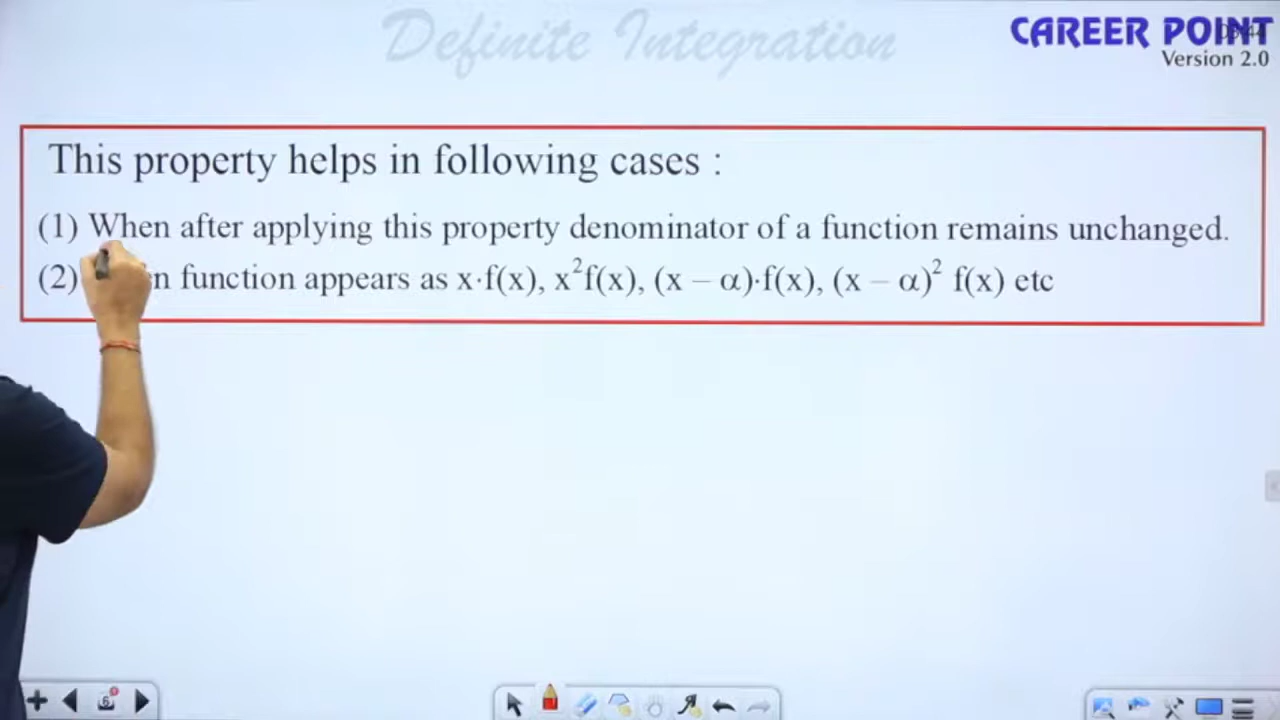 Definite Integration
CAREER POINT
Version 2.0
This property helps in following cases :
(1) When after applying this property denominator of a function remains unchanged.
(2) n function appears as x·f(x), x²f(x), (x – α)·f(x), (x – α)² f(x) etc
6